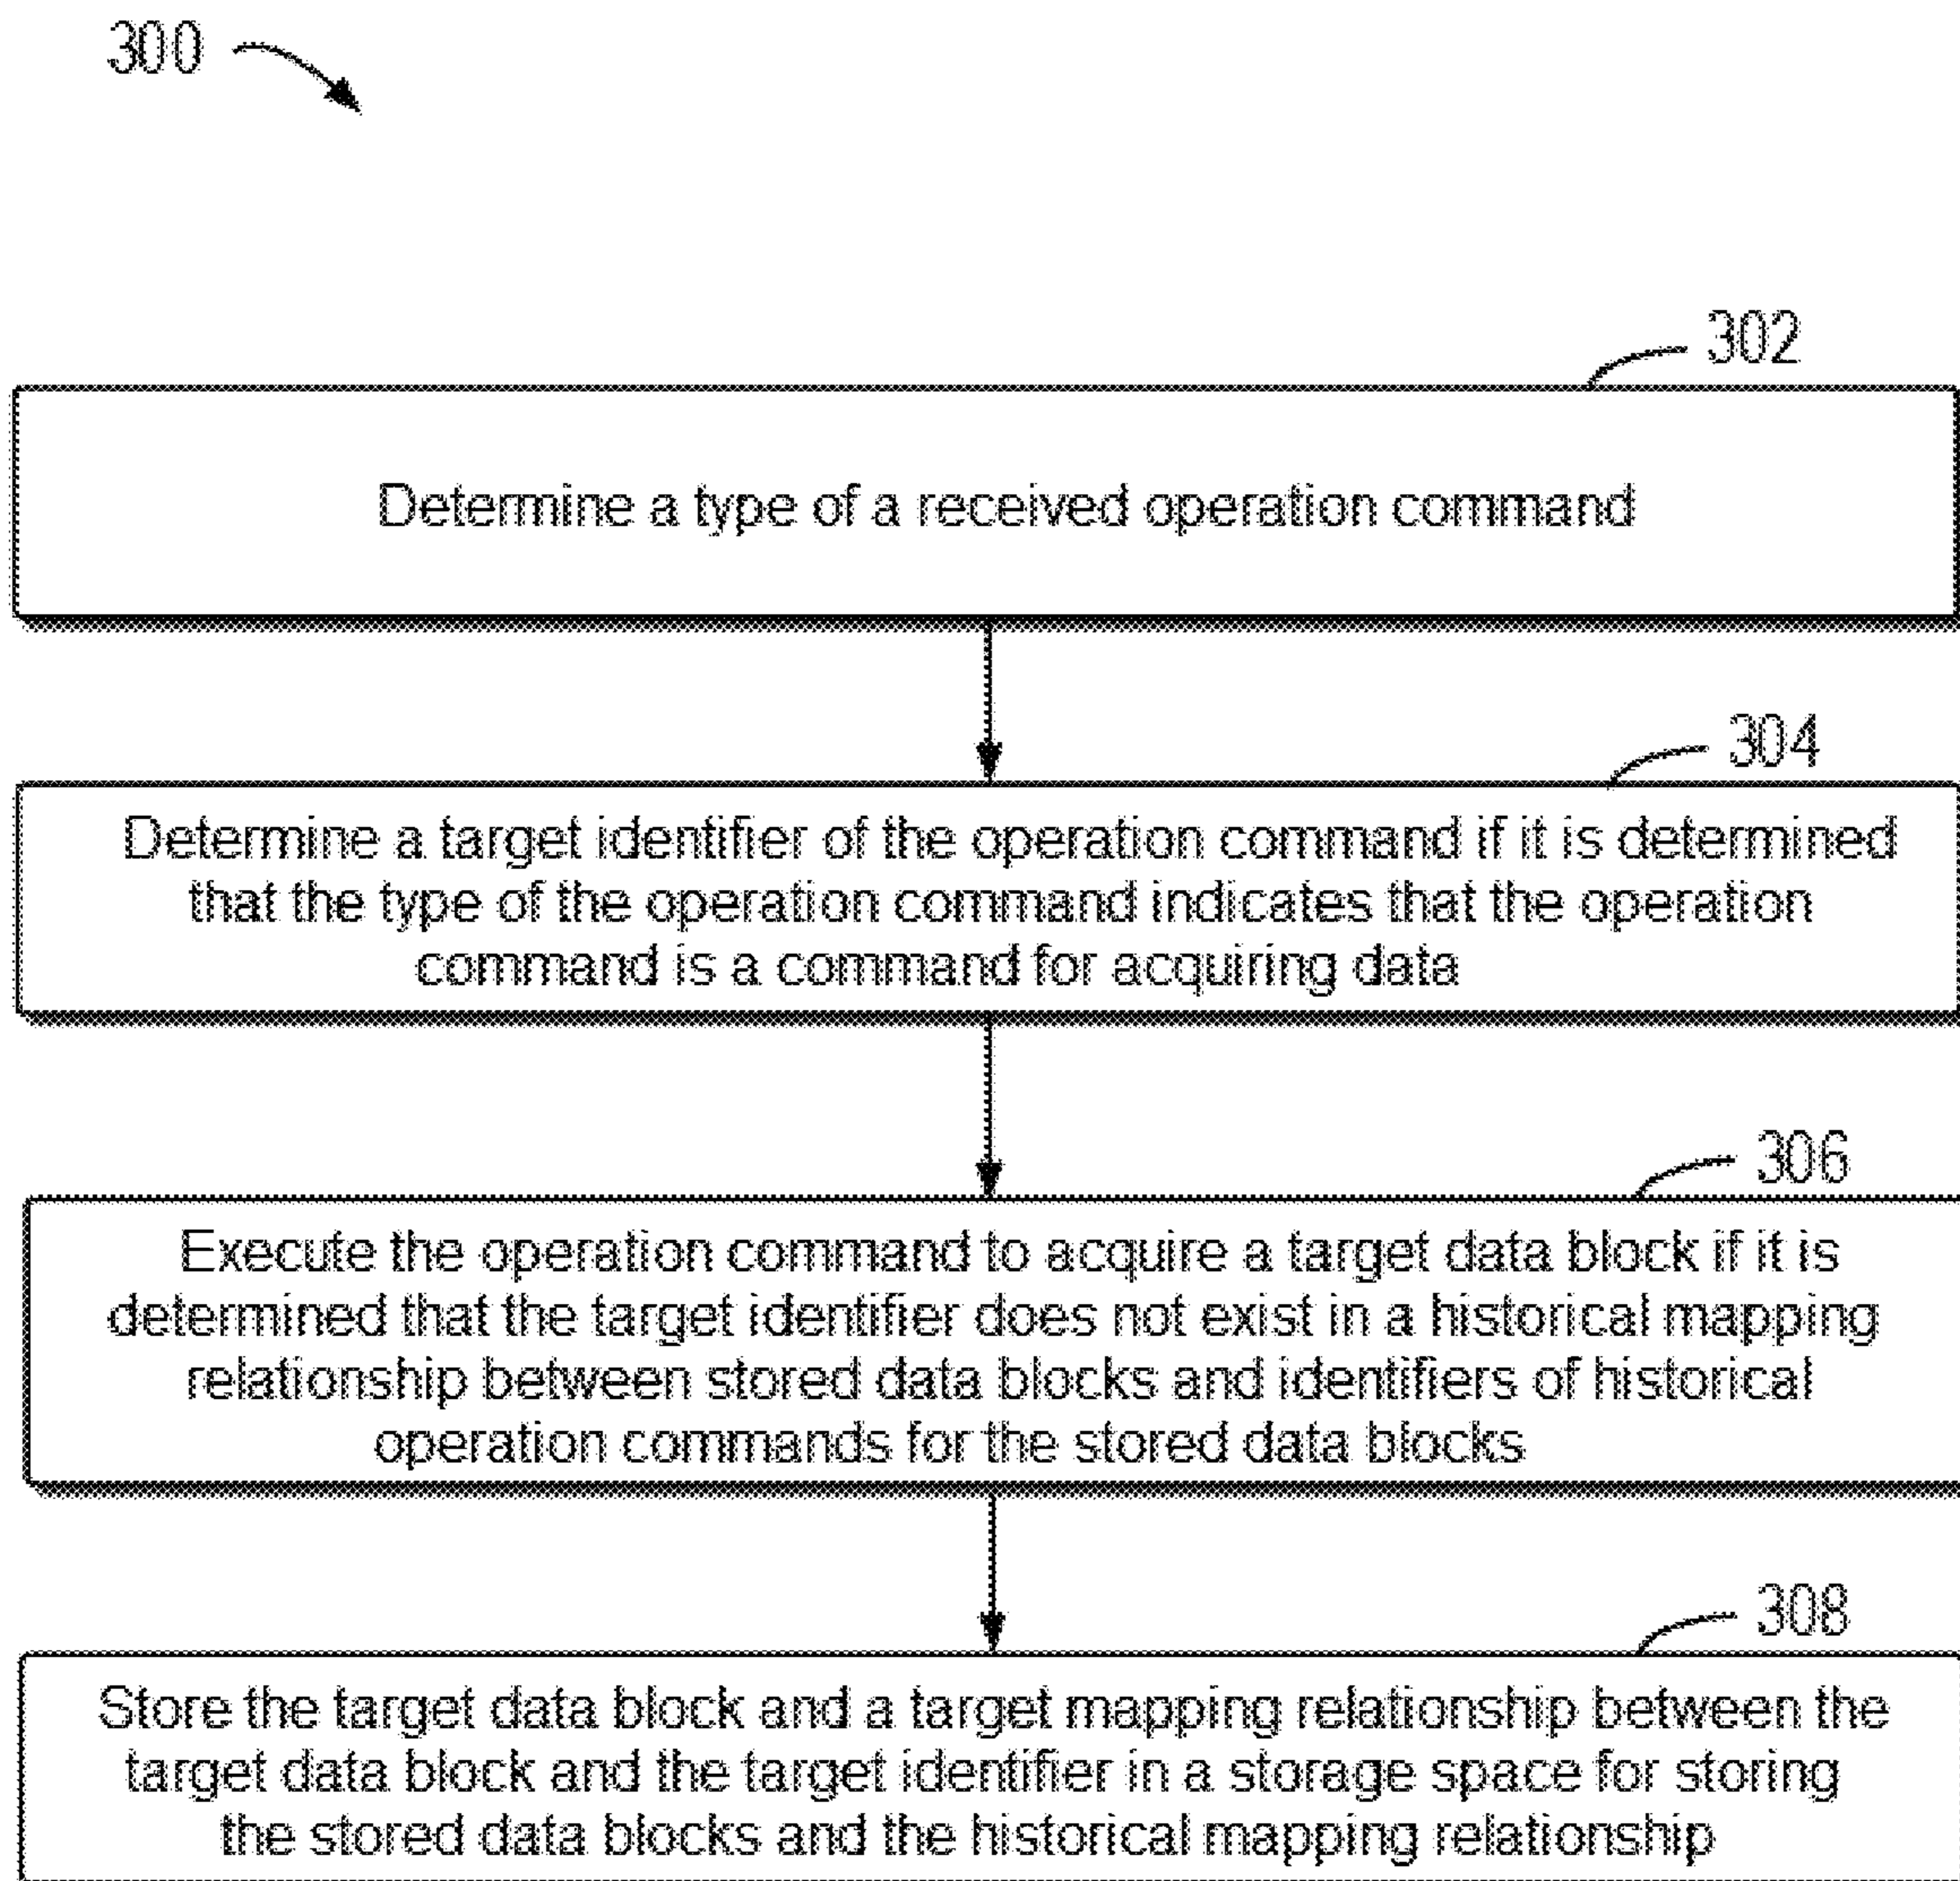 300
302
Determine a type of a received operation command
304
Determine a target identifier of the operation command if it is determined
that the type of the operation command indicates that the operation
command is a command for acquiring data
306
Execute the operation command to acquire a target data block if it is
determined that the target identifier does not exist in a historical mapping
relationship between stored data blocks and identifiers of historical
operation commands for the stored data blocks
308
Store the target data block and a target mapping relationship between the
target data block and the target identifier in a storage space for storing
the stored data blocks and the historical mapping relationship